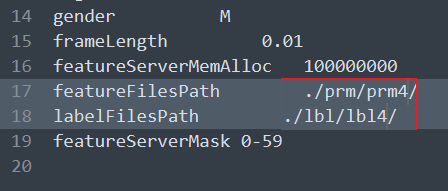 14 gender M
15 frameLength 0.01
16 featureServerMemAlloc 100000000
17 featureFilesPath ./prm/prm4/
18 labelFilesPath ./lbl/lbl4/
19 featureServerMask 0-59
20